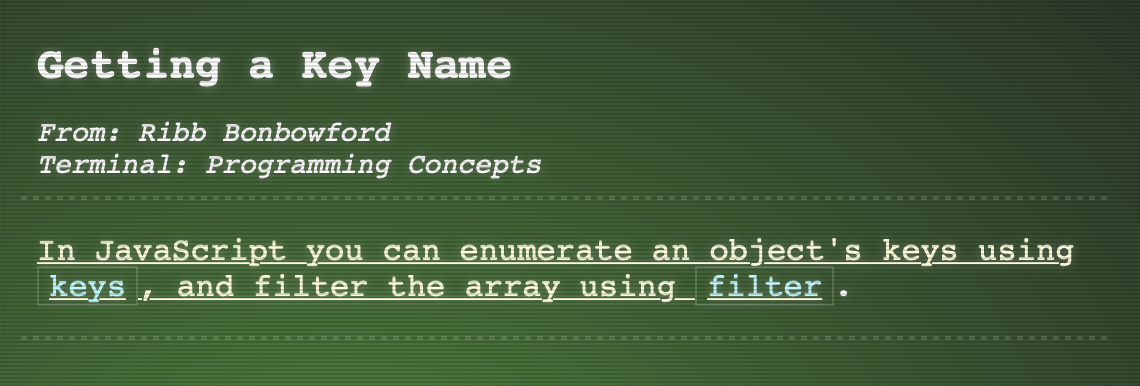 Getting a Key Name
From: Ribb Bonbowford
Terminal: Programming Concepts
In JavaScript you can enumerate an object's keys using
keys, and filter the array using filter.